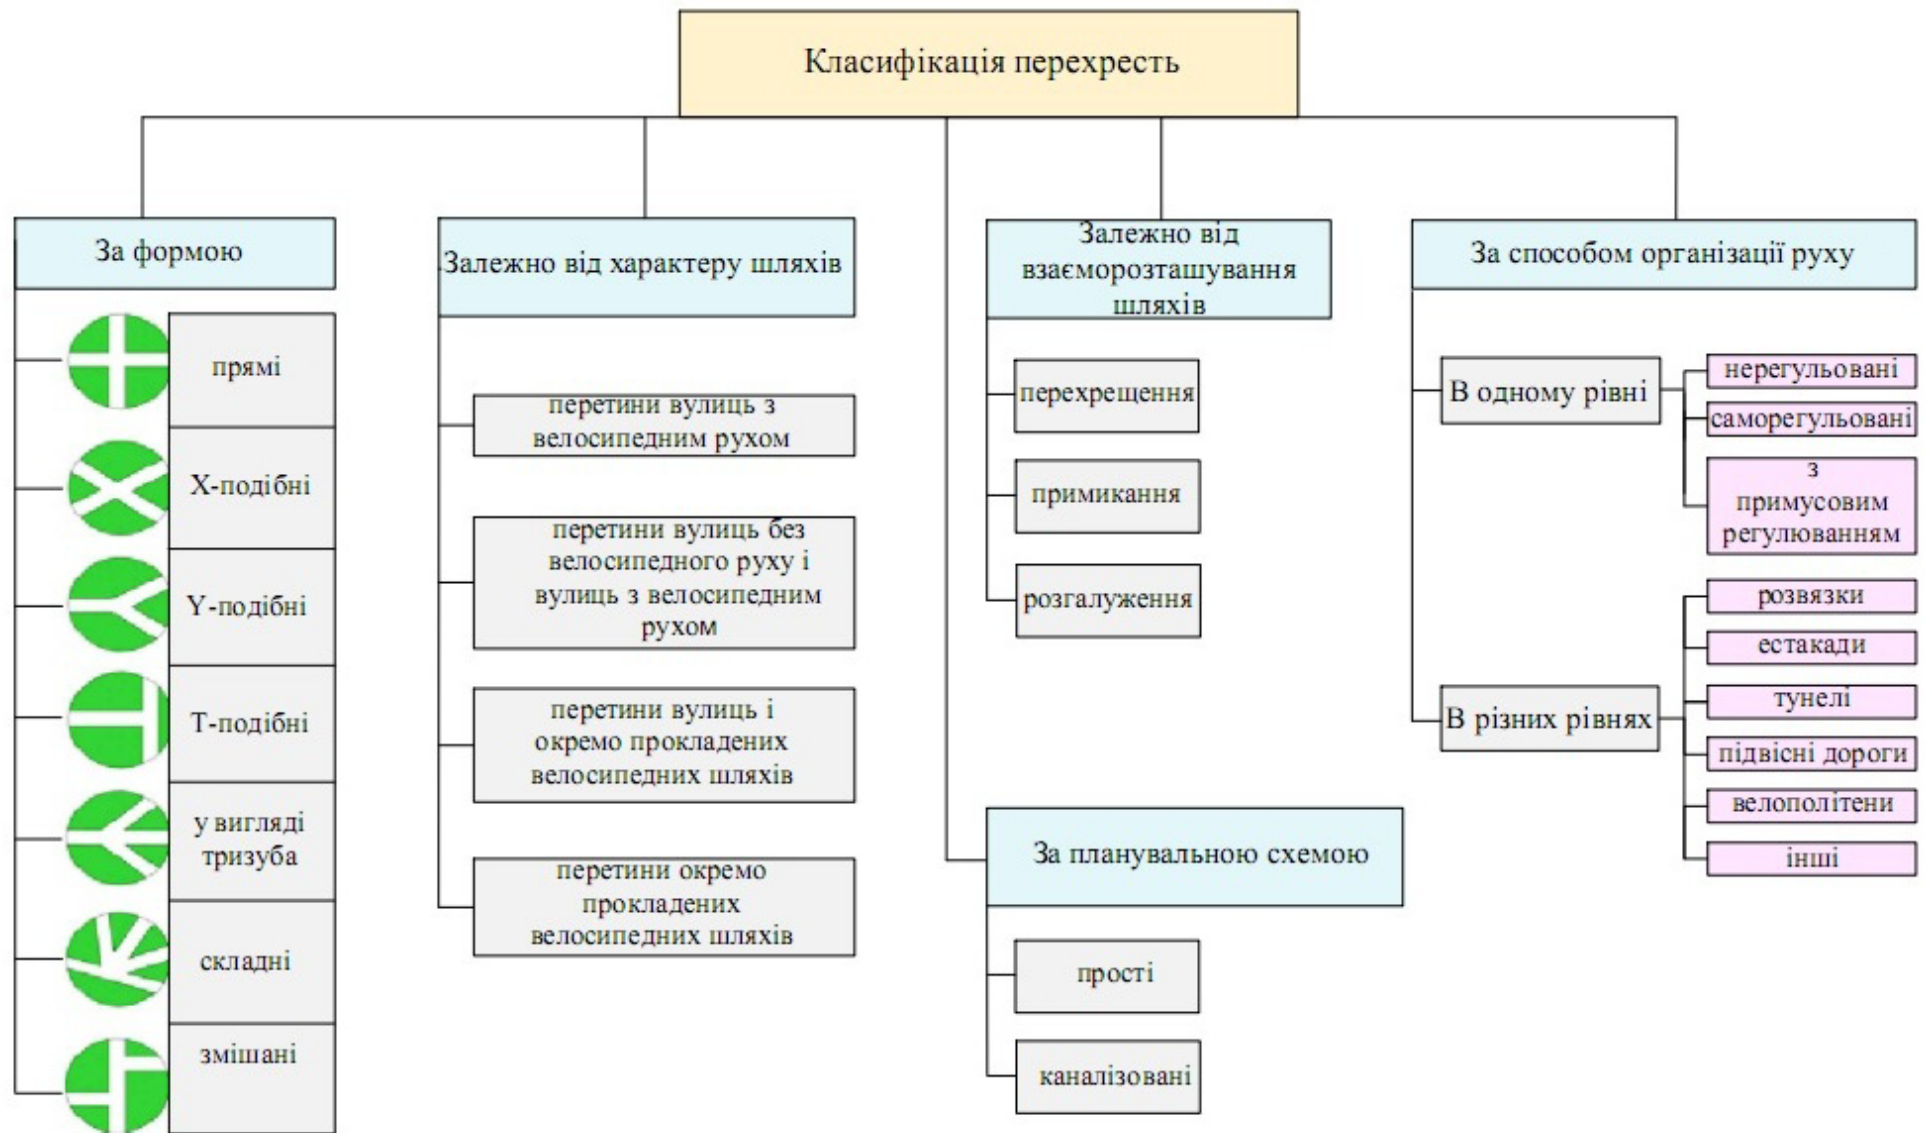 Класифікація перехресть
За формою
прямі
Х-подібні
Y-подібні
Т-подібні
у вигляді
тризуба
складні
змішані
Залежно від характеру шляхів
перетини вулиць з
велосипедним рухом
перетини вулиць без
велосипедного руху і
вулиць з велосипедним
рухом
перетини вулиць і
окремо прокладених
велосипедних шляхів
перетини окремо
прокладених
велосипедних шляхів
Залежно від
взаєморозташування
шляхів
перехрещення
примикання
розгалуження
За планувальною схемою
прості
каналізовані
За способом організації руху
В одному рівні
нерегульовані
саморегульовані
з
примусовим
регулюванням
В різних рівнях
розвязки
естакади
тунелі
підвісні дороги
велополітени
інші